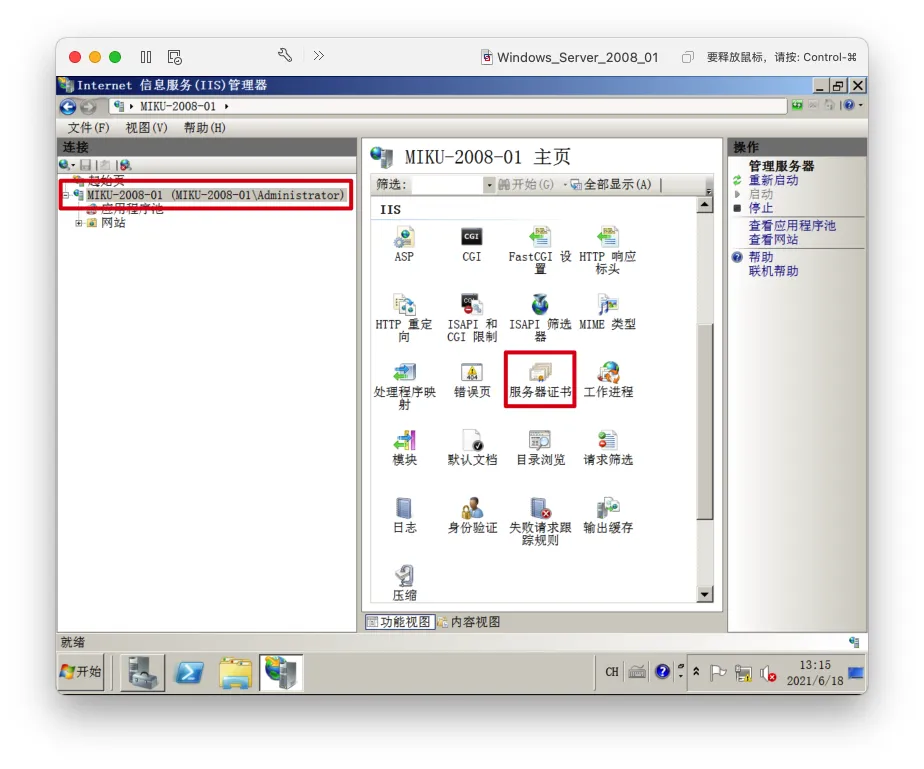 Windows_Server_2008_01
要释放鼠标，请按: Control-⌘
Internet 信息服务(IIS)管理器
MIKU-2008-01
文件(F) 视图(V) 帮助(H)
连接
起始页
MIKU-2008-01 (MIKU-2008-01\Administrator)
应用程序池
网站
MIKU-2008-01 主页
筛选: 开始(G) 全部显示(A)
IIS
ASP
CGI
FastCGI 设
置
HTTP 响应
标头
HTTP 重定
向
ISAPI 和
CGI 限制
ISAPI 筛选
器
MIME 类型
处理程序映
射
错误页
服务器证书
工作进程
模块
默认文档
目录浏览
请求筛选
日志
身份验证
失败请求跟
踪规则
输出缓存
压缩
功能视图 内容视图
操作
管理服务器
重新启动
启动
停止
查看应用程序池
查看网站
帮助
联机帮助
就绪
开始
CH
13:15
2021/6/18